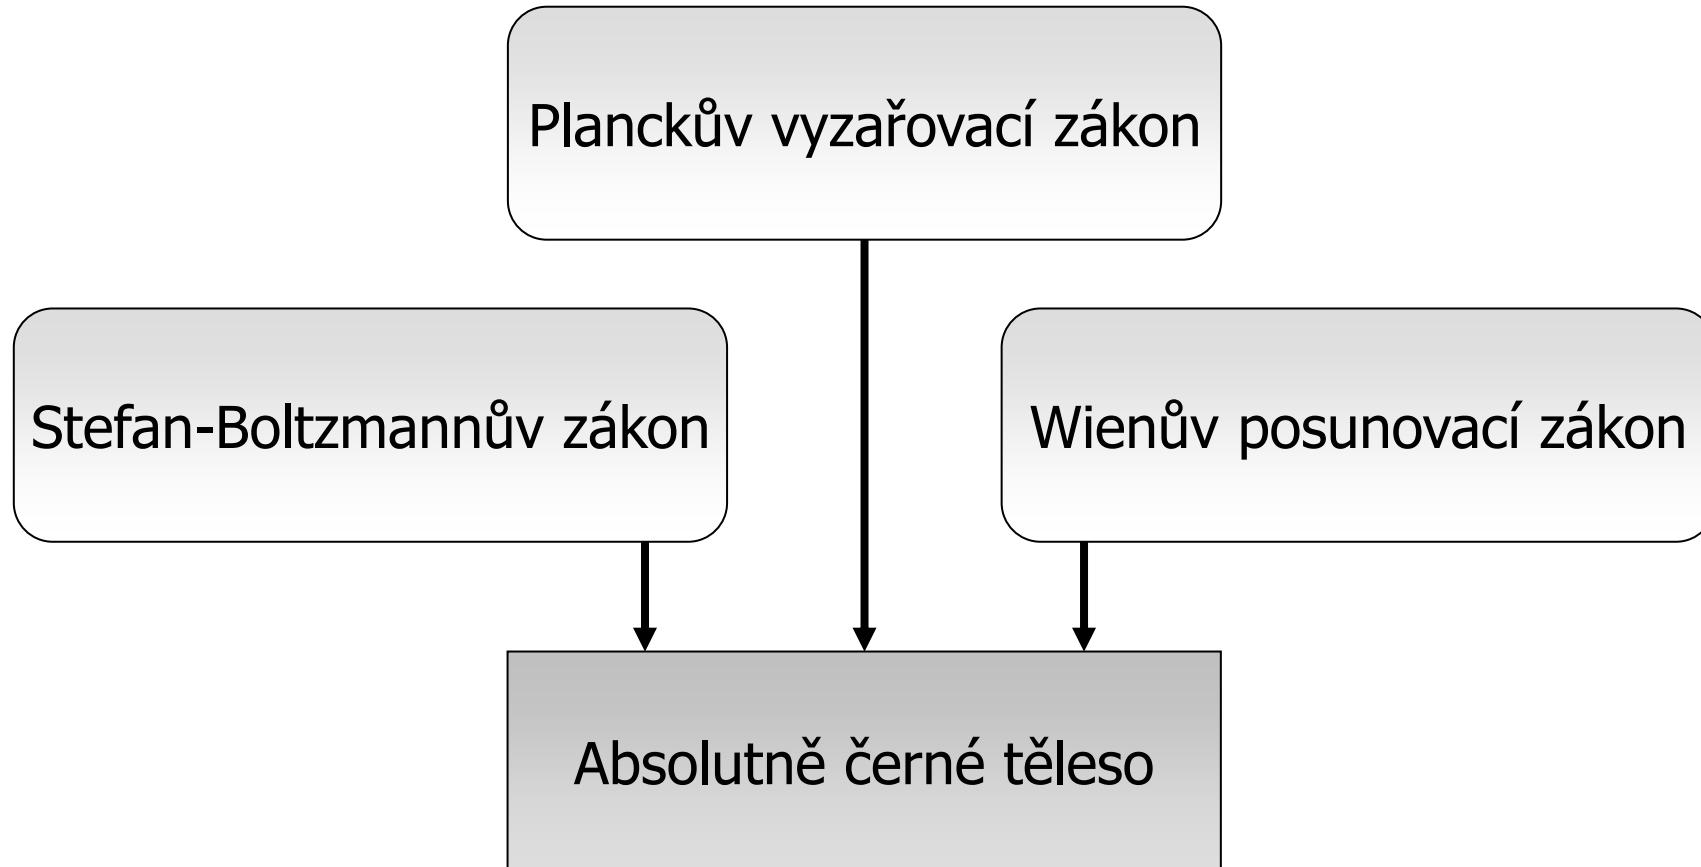 Planckův vyzařovací zákon
Stefan-Boltzmannův zákon
Wienův posunovací zákon
Absolutně černé těleso